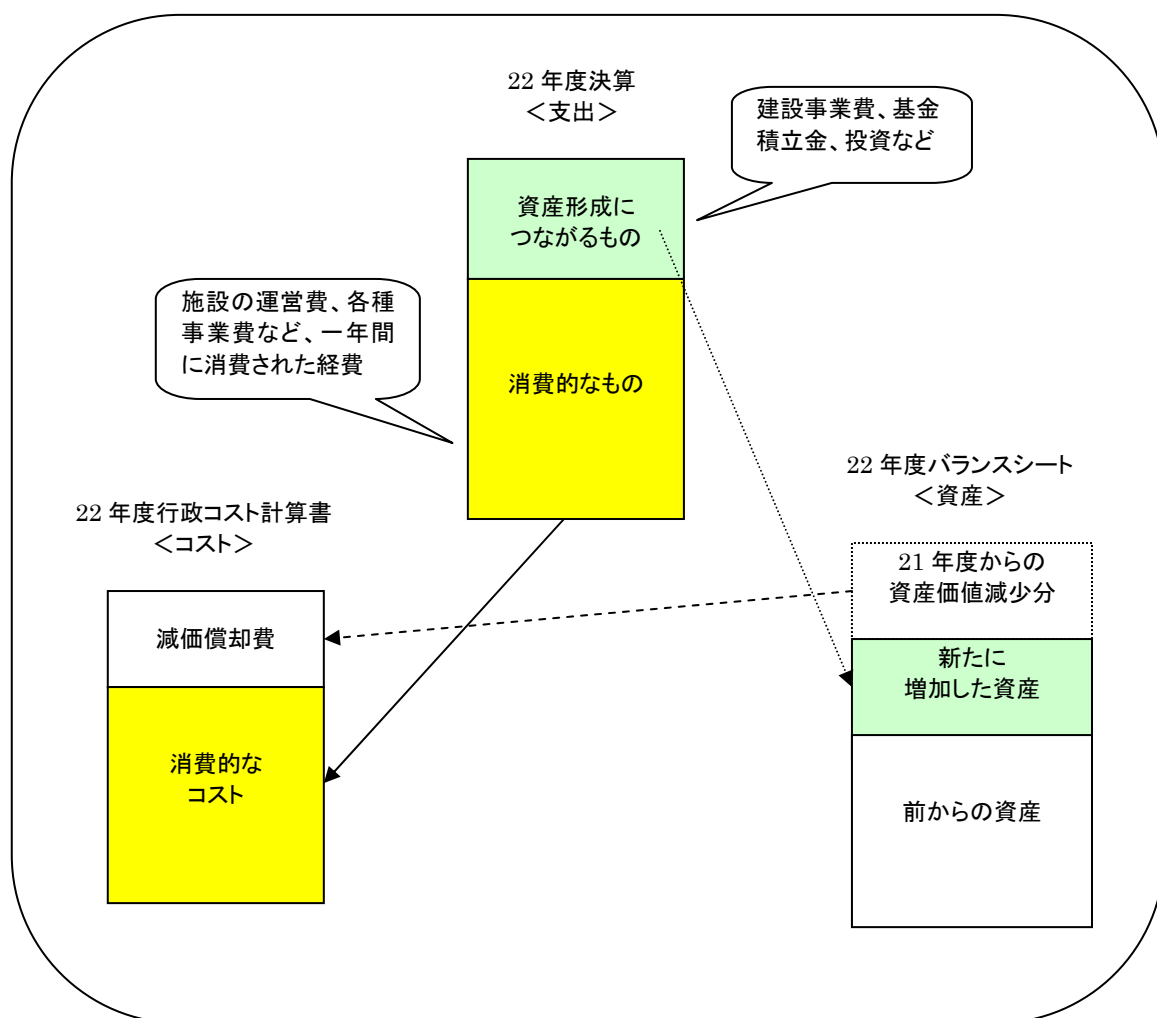 22 年度決算
＜支出＞
建設事業費、基金
積立金、投資など
資産形成に
つながるもの
施設の運営費、各種
事業費など、一年間
に消費された経費
消費的なもの
22 年度バランスシート
＜資産＞
22 年度行政コスト計算書
＜コスト＞
21 年度からの
資産価値減少分
減価償却費
新たに
増加した資産
消費的な
コスト
前からの資産